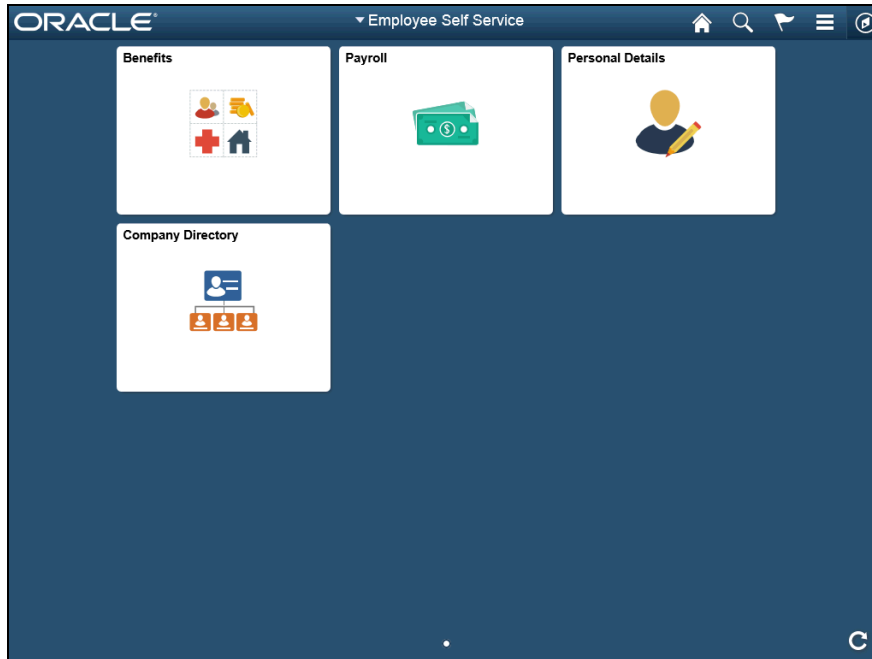 ORACLE
Employee Self Service
Benefits
Payroll
Personal Details
Company Directory